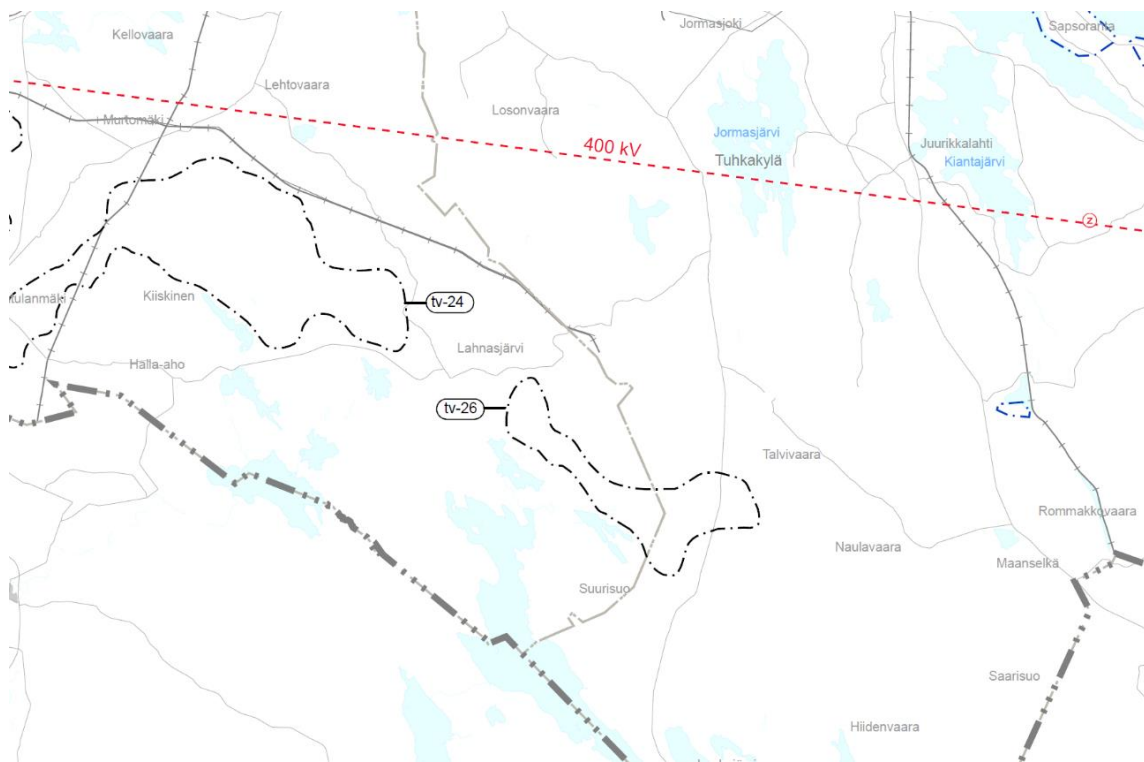 Jormasjoki
Sapsoranta
Kellovaara
Lehtovaara
Losonvaara
Murtomäki
400 kV
Jormasjärvi
Tuhkakylä
Juurikkalahti
Kiantajärvi
z
ulanmäki
Kiiskinen
tv-24
Lahnasjärvi
Halla-aho
tv-26
Talvivaara
Rommakkovaara
Naulavaara
Maanselkä
Suurisuo
Saarisuo
Hiidenvaara